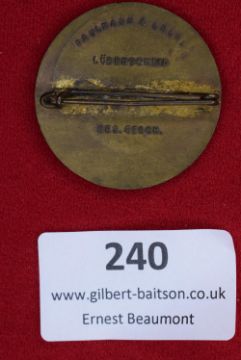 LÜDENSCHEID
GES. GESCH.
240
www.gilbert-baitson.co.uk
Ernest Beaumont